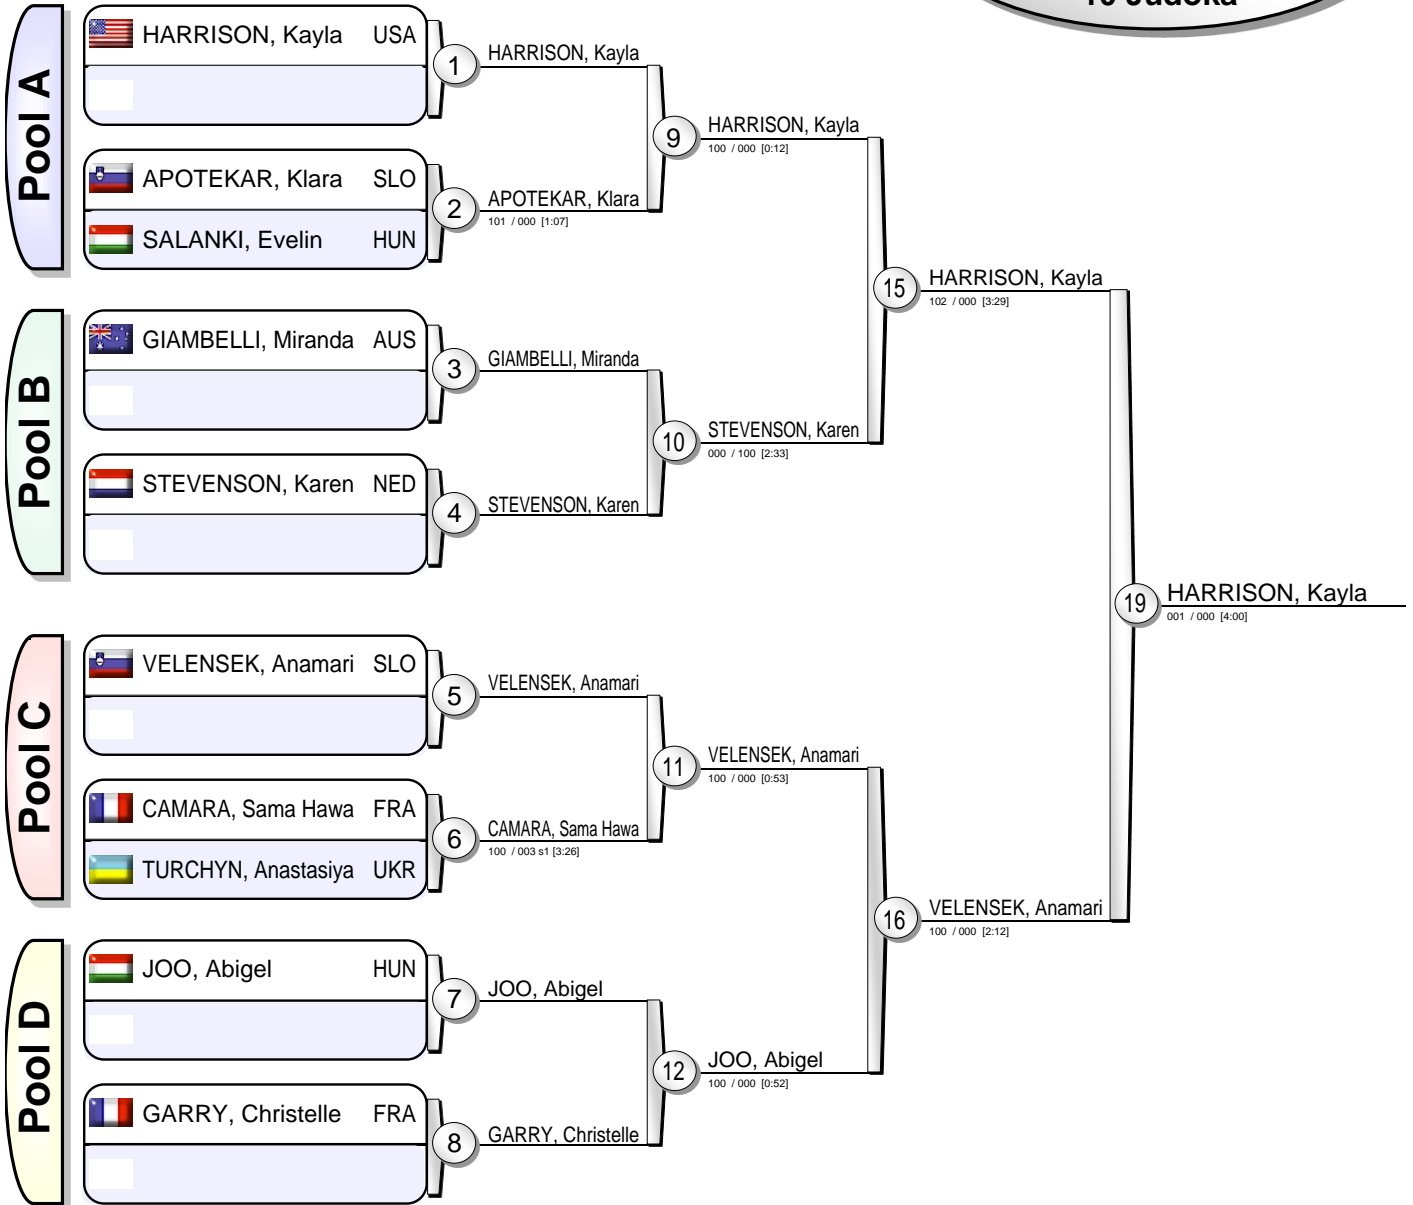 10 Judoka
Pool A
HARRISON, Kayla USA
APOTEKAR, Klara SLO
SALANKI, Evelin HUN
1
HARRISON, Kayla
2
APOTEKAR, Klara
101 / 000 [1:07]
9
HARRISON, Kayla
100 / 000 [0:12]
Pool B
GIAMBELLI, Miranda AUS
STEVENSON, Karen NED
3
GIAMBELLI, Miranda
4
STEVENSON, Karen
10
STEVENSON, Karen
000 / 100 [2:33]
15
HARRISON, Kayla
102 / 000 [3:29]
Pool C
VELENSEK, Anamari SLO
CAMARA, Sama Hawa FRA
TURCHYN, Anastasiya UKR
5
VELENSEK, Anamari
6
CAMARA, Sama Hawa
100 / 003 s1 [3:26]
11
VELENSEK, Anamari
100 / 000 [0:53]
Pool D
JOO, Abigel HUN
GARRY, Christelle FRA
7
JOO, Abigel
8
GARRY, Christelle
12
JOO, Abigel
100 / 000 [0:52]
16
VELENSEK, Anamari
100 / 000 [2:12]
19
HARRISON, Kayla
001 / 000 [4:00]